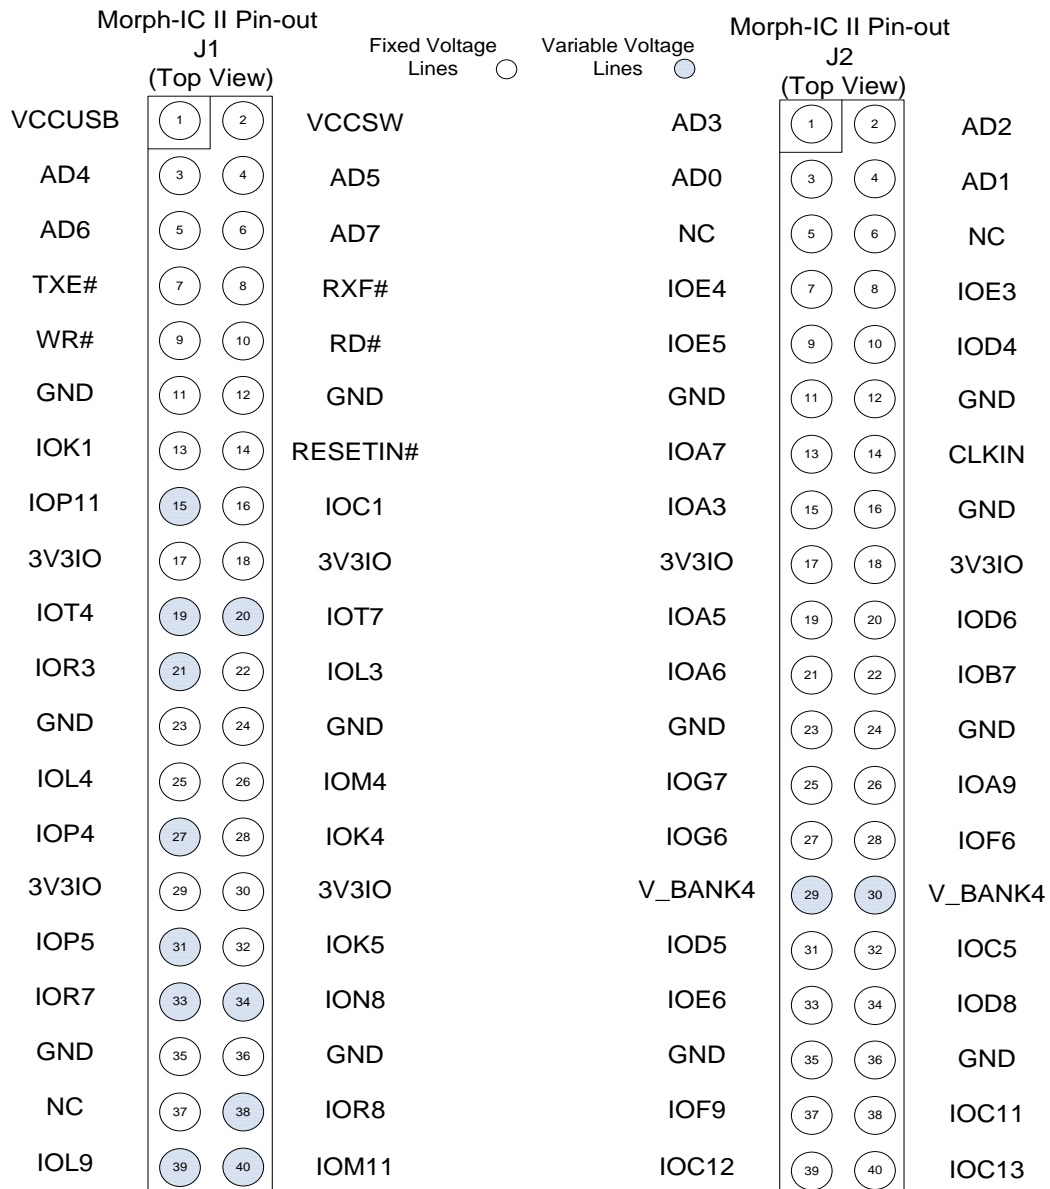 Morph-IC II Pin-out
J1
(Top View)
Fixed Voltage
Lines
Variable Voltage
Lines
Morph-IC II Pin-out
J2
(Top View)
VCCUSB 1 2 VCCSW AD3 1 2 AD2
AD4 3 4 AD5 AD0 3 4 AD1
AD6 5 6 AD7 NC 5 6 NC
TXE# 7 8 RXF# IOE4 7 8 IOE3
WR# 9 10 RD# IOE5 9 10 IOD4
GND 11 12 GND GND 11 12 GND
IOK1 13 14 RESETIN# IOA7 13 14 CLKIN
IOP11 15 16 IOC1 IOA3 15 16 GND
3V3IO 17 18 3V3IO 3V3IO 17 18 3V3IO
IOT4 19 20 IOT7 IOA5 19 20 IOD6
IOR3 21 22 IOL3 IOA6 21 22 IOB7
GND 23 24 GND GND 23 24 GND
IOL4 25 26 IOM4 IOG7 25 26 IOA9
IOP4 27 28 IOK4 IOG6 27 28 IOF6
3V3IO 29 30 3V3IO V_BANK4 29 30 V_BANK4
IOP5 31 32 IOK5 IOD5 31 32 IOC5
IOR7 33 34 ION8 IOE6 33 34 IOD8
GND 35 36 GND GND 35 36 GND
NC 37 38 IOR8 IOF9 37 38 IOC11
IOL9 39 40 IOM11 IOC12 39 40 IOC13